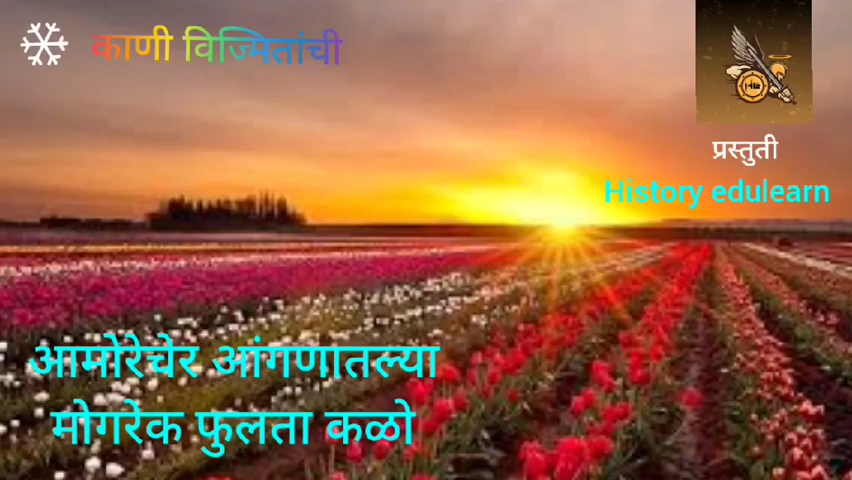 काणी विज्मितांची
प्रस्तुती
History edulearn
आमोरेचेर आंगणातल्या
मोगरेक फुलता कळो